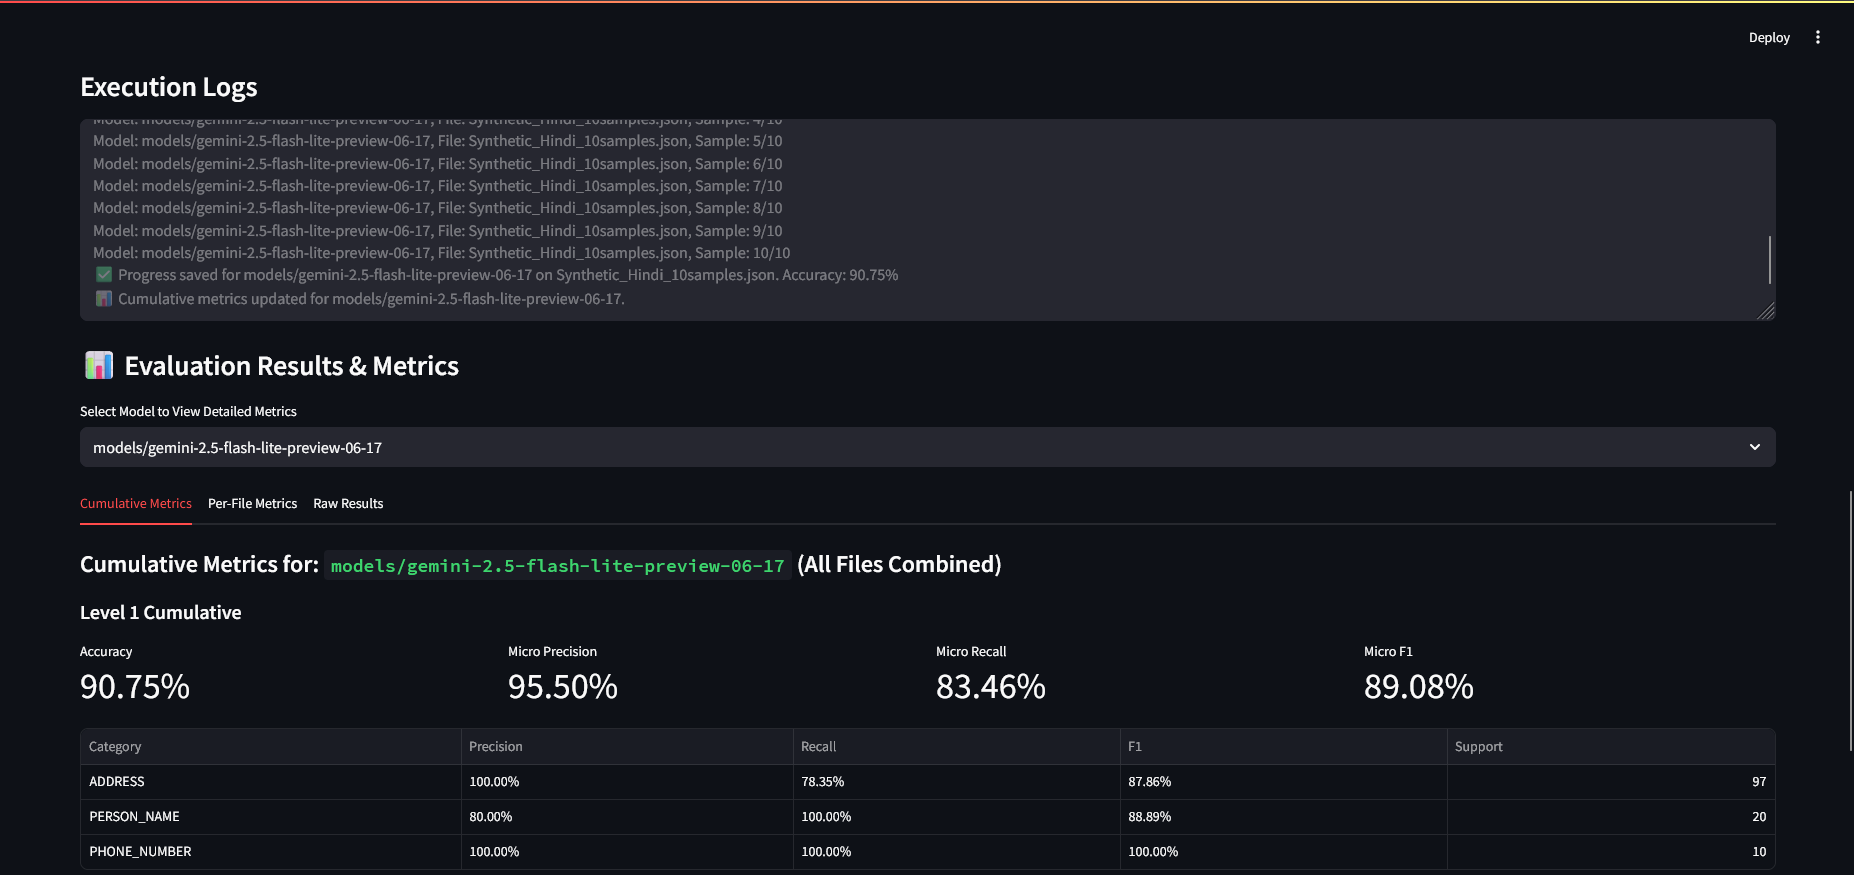 Deploy
Execution Logs
Model: models/gemini-2.5-flash-lite-preview-06-17, File: Synthetic_Hindi_10samples.json, Sample: 4/10
Model: models/gemini-2.5-flash-lite-preview-06-17, File: Synthetic_Hindi_10samples.json, Sample: 5/10
Model: models/gemini-2.5-flash-lite-preview-06-17, File: Synthetic_Hindi_10samples.json, Sample: 6/10
Model: models/gemini-2.5-flash-lite-preview-06-17, File: Synthetic_Hindi_10samples.json, Sample: 7/10
Model: models/gemini-2.5-flash-lite-preview-06-17, File: Synthetic_Hindi_10samples.json, Sample: 8/10
Model: models/gemini-2.5-flash-lite-preview-06-17, File: Synthetic_Hindi_10samples.json, Sample: 9/10
Model: models/gemini-2.5-flash-lite-preview-06-17, File: Synthetic_Hindi_10samples.json, Sample: 10/10
✅ Progress saved for models/gemini-2.5-flash-lite-preview-06-17 on Synthetic_Hindi_10samples.json. Accuracy: 90.75%
📊 Cumulative metrics updated for models/gemini-2.5-flash-lite-preview-06-17.
📊 Evaluation Results & Metrics
Select Model to View Detailed Metrics
models/gemini-2.5-flash-lite-preview-06-17
Cumulative Metrics Per-File Metrics Raw Results
Cumulative Metrics for: models/gemini-2.5-flash-lite-preview-06-17 (All Files Combined)
Level 1 Cumulative
Accuracy Micro Precision Micro Recall Micro F1
90.75% 95.50% 83.46% 89.08%
Category Precision Recall F1 Support
ADDRESS 100.00% 78.35% 87.86% 97
PERSON_NAME 80.00% 100.00% 88.89% 20
PHONE_NUMBER 100.00% 100.00% 100.00% 10